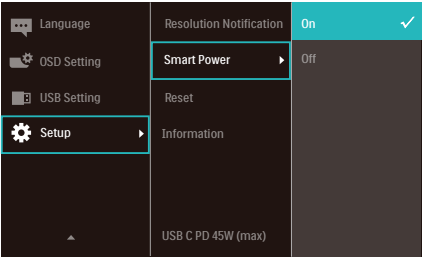 Language
OSD Setting
USB Setting
Setup
Resolution Notification
Smart Power
Reset
Information
USB C PD 45W (max)
On
Off